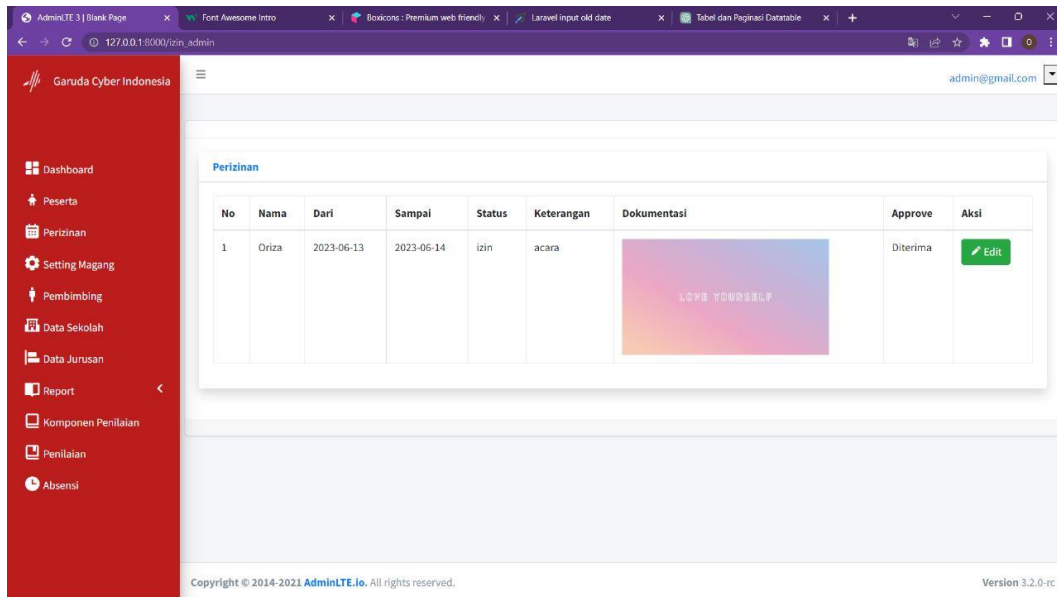 AdminLTE 3 | Blank Page
Font Awesome Intro
Boxicons : Premium web friendly
Laravel input old date
Tabel dan Paginasi Datatable
127.0.0.1:8000/izin_admin
Garuda Cyber Indonesia
admin@gmail.com
Dashboard
Peserta
Perizinan
Setting Magang
Pembimbing
Data Sekolah
Data Jurusan
Report
Komponen Penilaian
Penilaian
Absensi
Perizinan
No Nama Dari Sampai Status Keterangan Dokumentasi Approve Aksi
1 Oriza 2023-06-13 2023-06-14 izin acara LOVE YOURSELF Diterima Edit
Copyright © 2014-2021 AdminLTE.io. All rights reserved.
Version 3.2.0-rc